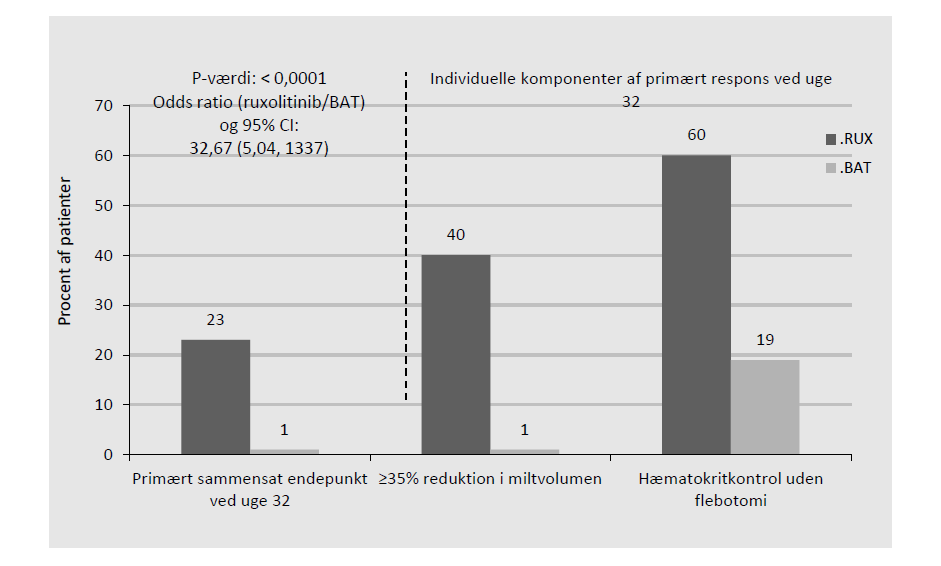 P-værdi: < 0,0001
Odds ratio (ruxolitinib/BAT)
og 95% CI:
32,67 (5,04, 1337)
Individuelle komponenter af primært respons ved uge
32
.RUX
.BAT
Procent af patienter
70
60
50
40
30
20
10
0
23
1
40
1
60
19
Primært sammensat endepunkt
ved uge 32
≥35% reduktion i miltvolumen
Hæmatokritkontrol uden
flebotomi